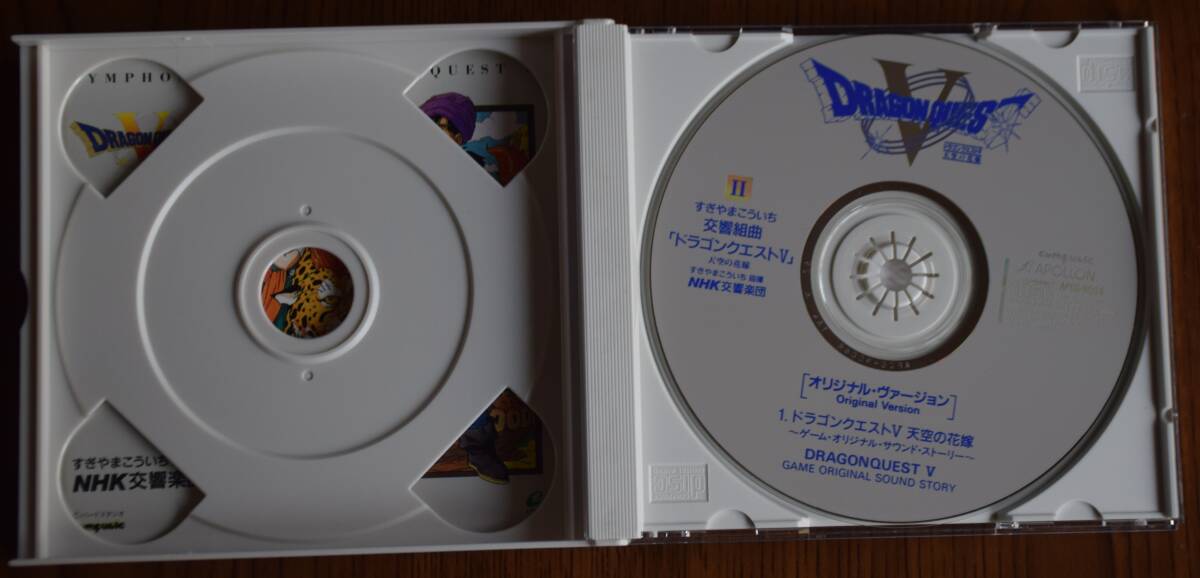 YMPHO
QUEST
DRAGON
すぎやまこういち
NHK交響楽
mpusic
DRAGON QUEST
V
II
すぎやまこういち
交響組曲
「ドラゴンクエストV」
天空の花嫁
すぎやまこういち 指揮
NHK交響楽団
APOLLON
[オリジナル・ヴァージョン]
Original Version
1. ドラゴンクエストV 天空の花嫁
〜ゲーム・オリジナル・サウンド・ストーリー〜
DRAGONQUEST V
GAME ORIGINAL SOUND STORY
disc
disc